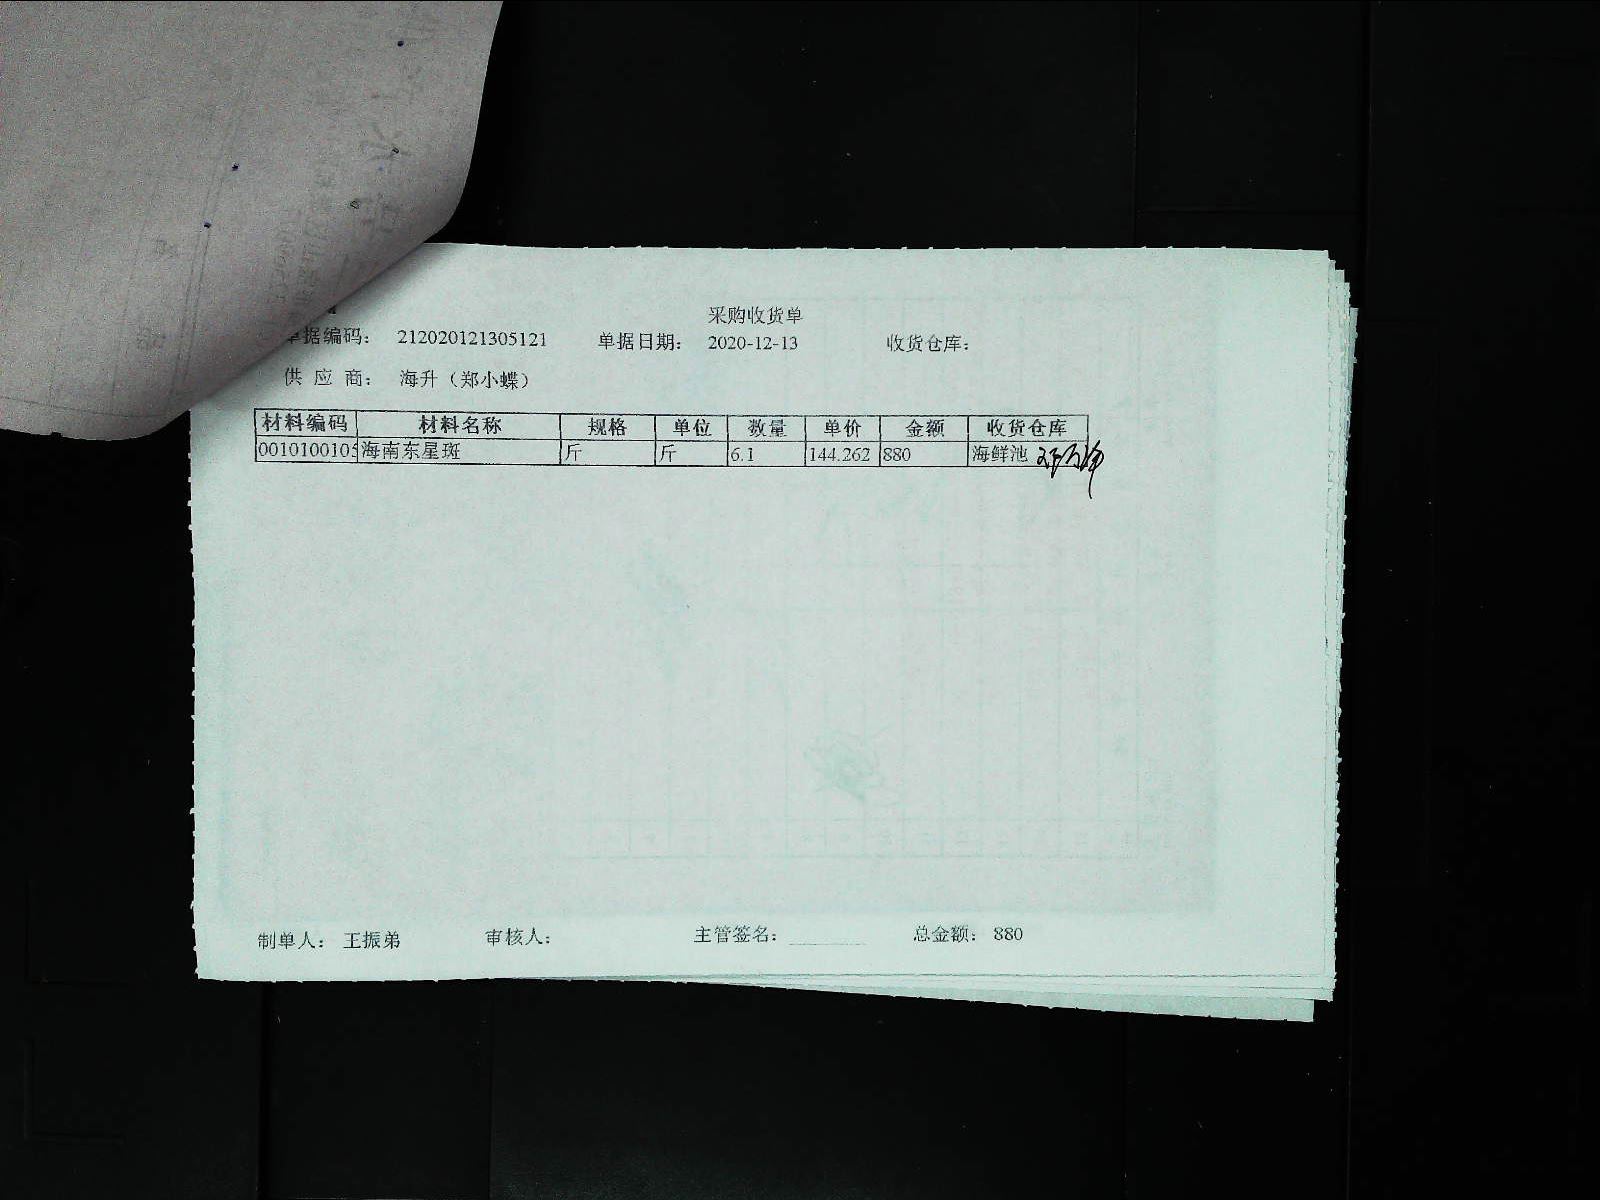 采购收货单
单据编码： 212020121305121 单据日期： 2020-12-13 收货仓库：
供 应 商： 海升（郑小蝶）
材料编码 材料名称 规格 单位 数量 单价 金额 收货仓库
0010100105 海南东星斑 斤 斤 6.1 144.262 880 海鲜池
制单人： 王振弟 审核人： 主管签名： 总金额： 880